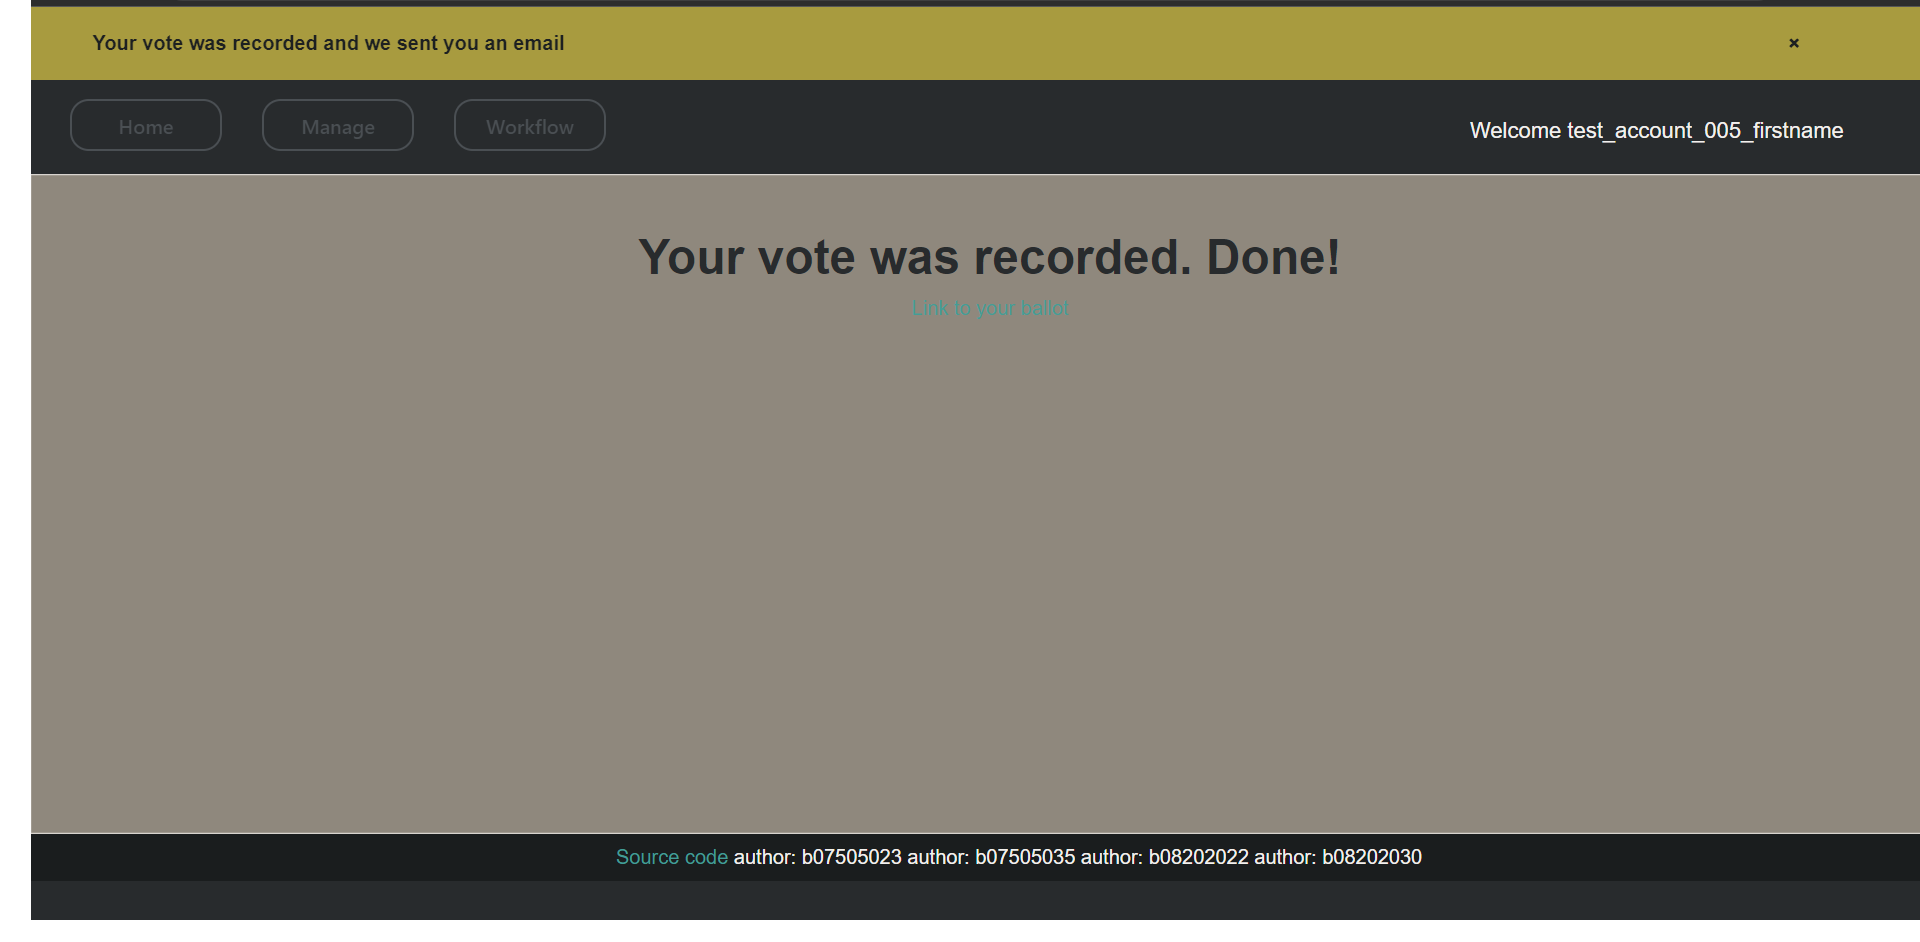 Your vote was recorded and we sent you an email ×
Home Manage Workflow Welcome test_account_005_firstname
Your vote was recorded. Done!
Link to your ballot
Source code author: b07505023 author: b07505035 author: b08202022 author: b08202030